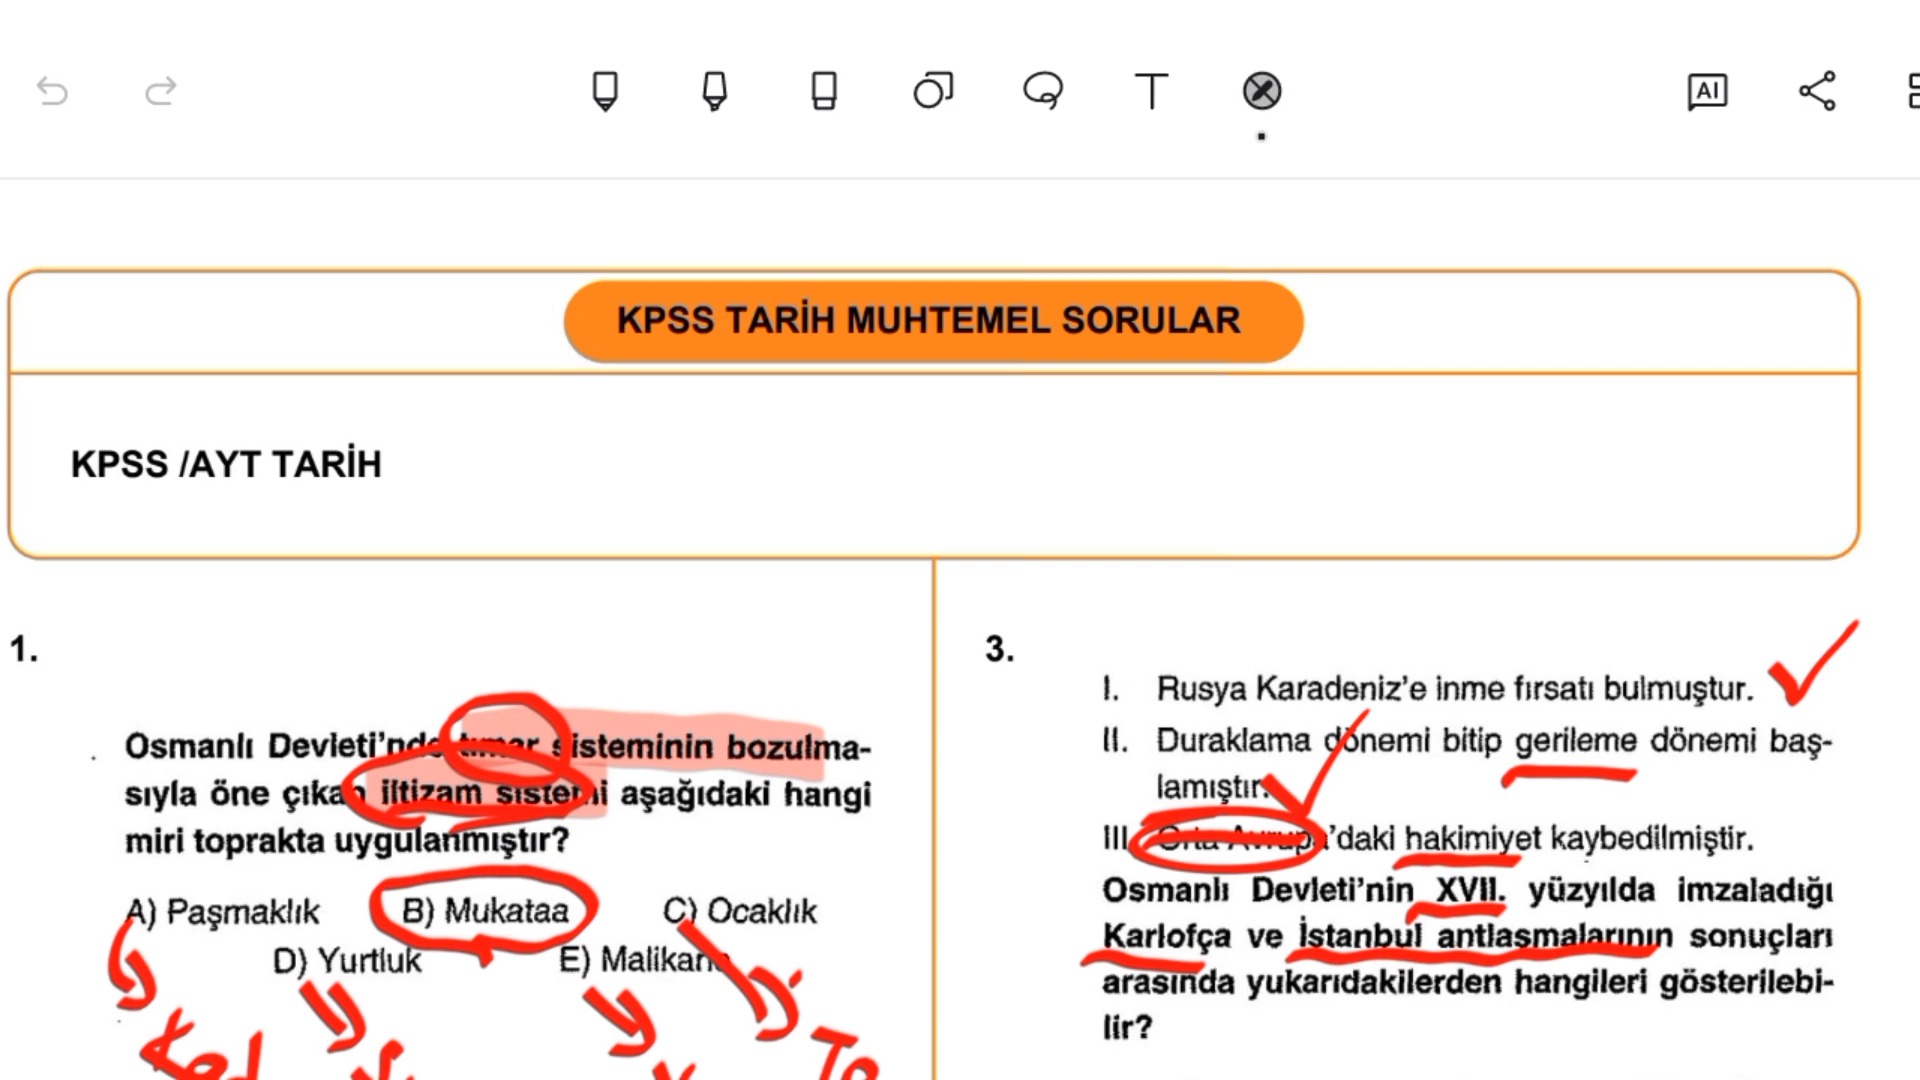 AI
KPSS TARİH MUHTEMEL SORULAR
KPSS /AYT TARİH
1.
Osmanlı Devleti'nde tımar sisteminin bozulma-
sıyla öne çıkan iltizam sistemi aşağıdaki hangi
miri toprakta uygulanmıştır?
A) Paşmaklık B) Mukataa C) Ocaklık
D) Yurtluk E) Malikane
3.
I. Rusya Karadeniz'e inme fırsatı bulmuştur.
II. Duraklama dönemi bitip gerileme dönemi baş-
lamıştır.
III. Orta Avrupa'daki hakimiyet kaybedilmiştir.
Osmanlı Devleti'nin XVII. yüzyılda imzaladığı
Karlofça ve İstanbul antlaşmalarının sonuçları
arasında yukarıdakilerden hangileri gösterilebi-
lir?